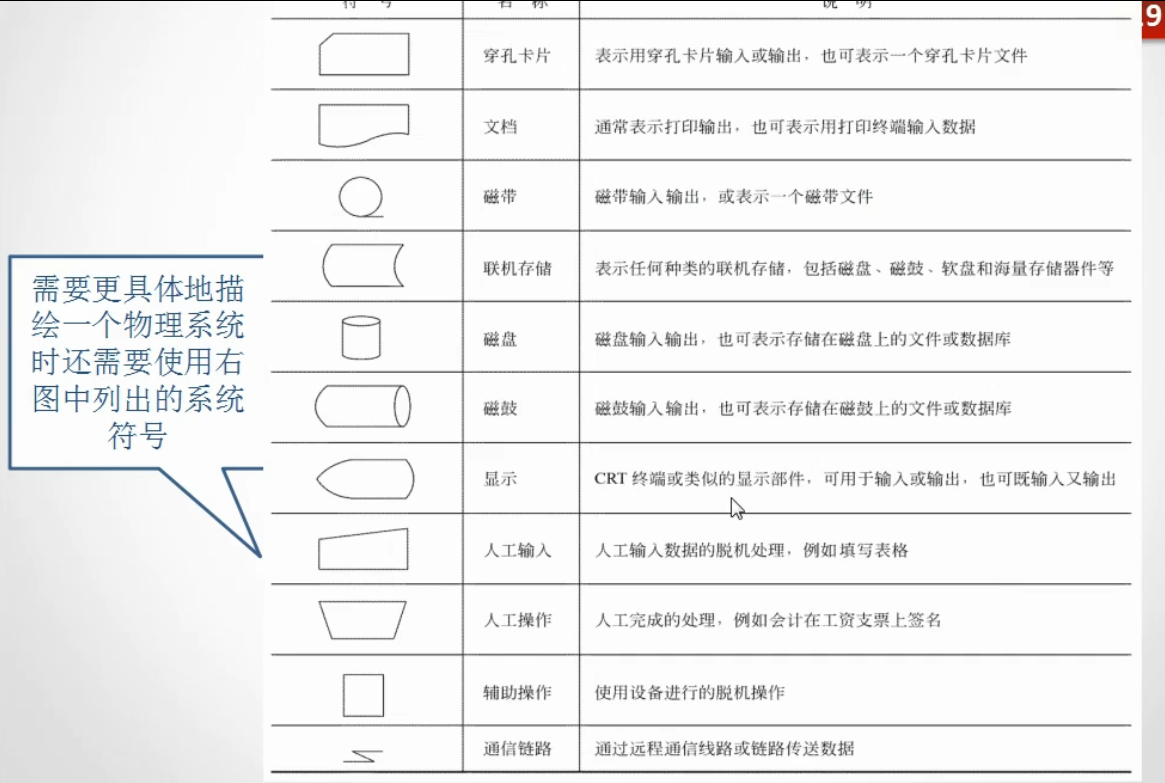 符 号 名 称 说 明
9
穿孔卡片 表示用穿孔卡片输入或输出，也可表示一个穿孔卡片文件
文档 通常表示打印输出，也可表示用打印终端输入数据
磁带 磁带输入输出，或表示一个磁带文件
联机存储 表示任何种类的联机存储，包括磁盘、磁鼓、软盘和海量存储器件等
磁盘 磁盘输入输出，也可表示存储在磁盘上的文件或数据库
磁鼓 磁鼓输入输出，也可表示存储在磁鼓上的文件或数据库
显示 CRT 终端或类似的显示部件，可用于输入或输出，也可既输入又输出
人工输入 人工输入数据的脱机处理，例如填写表格
人工操作 人工完成的处理，例如会计在工资支票上签名
辅助操作 使用设备进行的脱机操作
通信链路 通过远程通信线路或链路传送数据
需要更具体地描
绘一个物理系统
时还需要使用右
图中列出的系统
符号